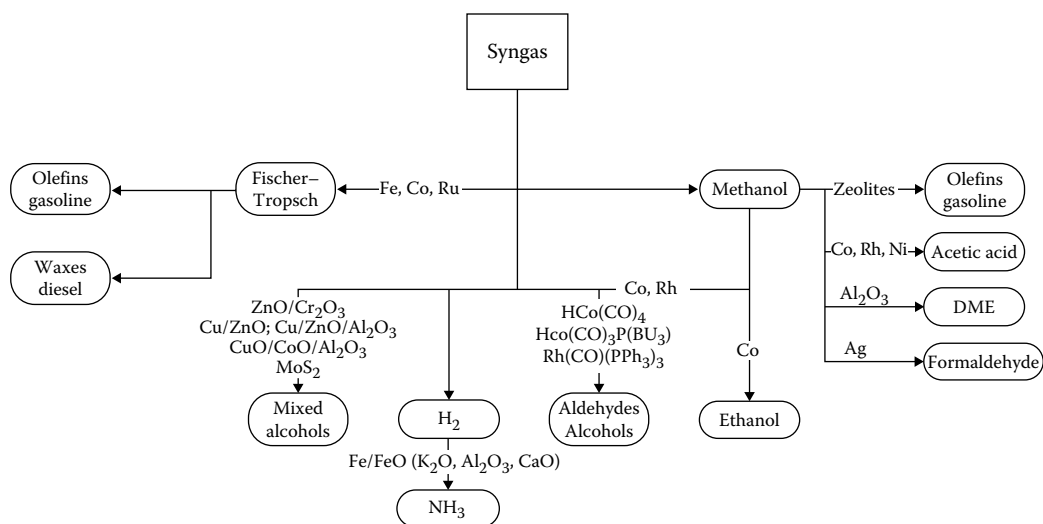 Syngas
Olefins
gasoline
Fischer–
Tropsch
Fe, Co, Ru
Methanol
Zeolites
Olefins
gasoline
Waxes
diesel
Co, Rh, Ni
Acetic acid
Al₂O₃
DME
Ag
Formaldehyde
ZnO/Cr₂O₃
Cu/ZnO; Cu/ZnO/Al₂O₃
CuO/CoO/Al₂O₃
MoS₂
Co, Rh
HCo(CO)₄
Hco(CO)₃P(BU₃)
Rh(CO)(PPh₃)₃
Co
Mixed
alcohols
H₂
Aldehydes
Alcohols
Ethanol
Fe/FeO (K₂O, Al₂O₃, CaO)
NH₃